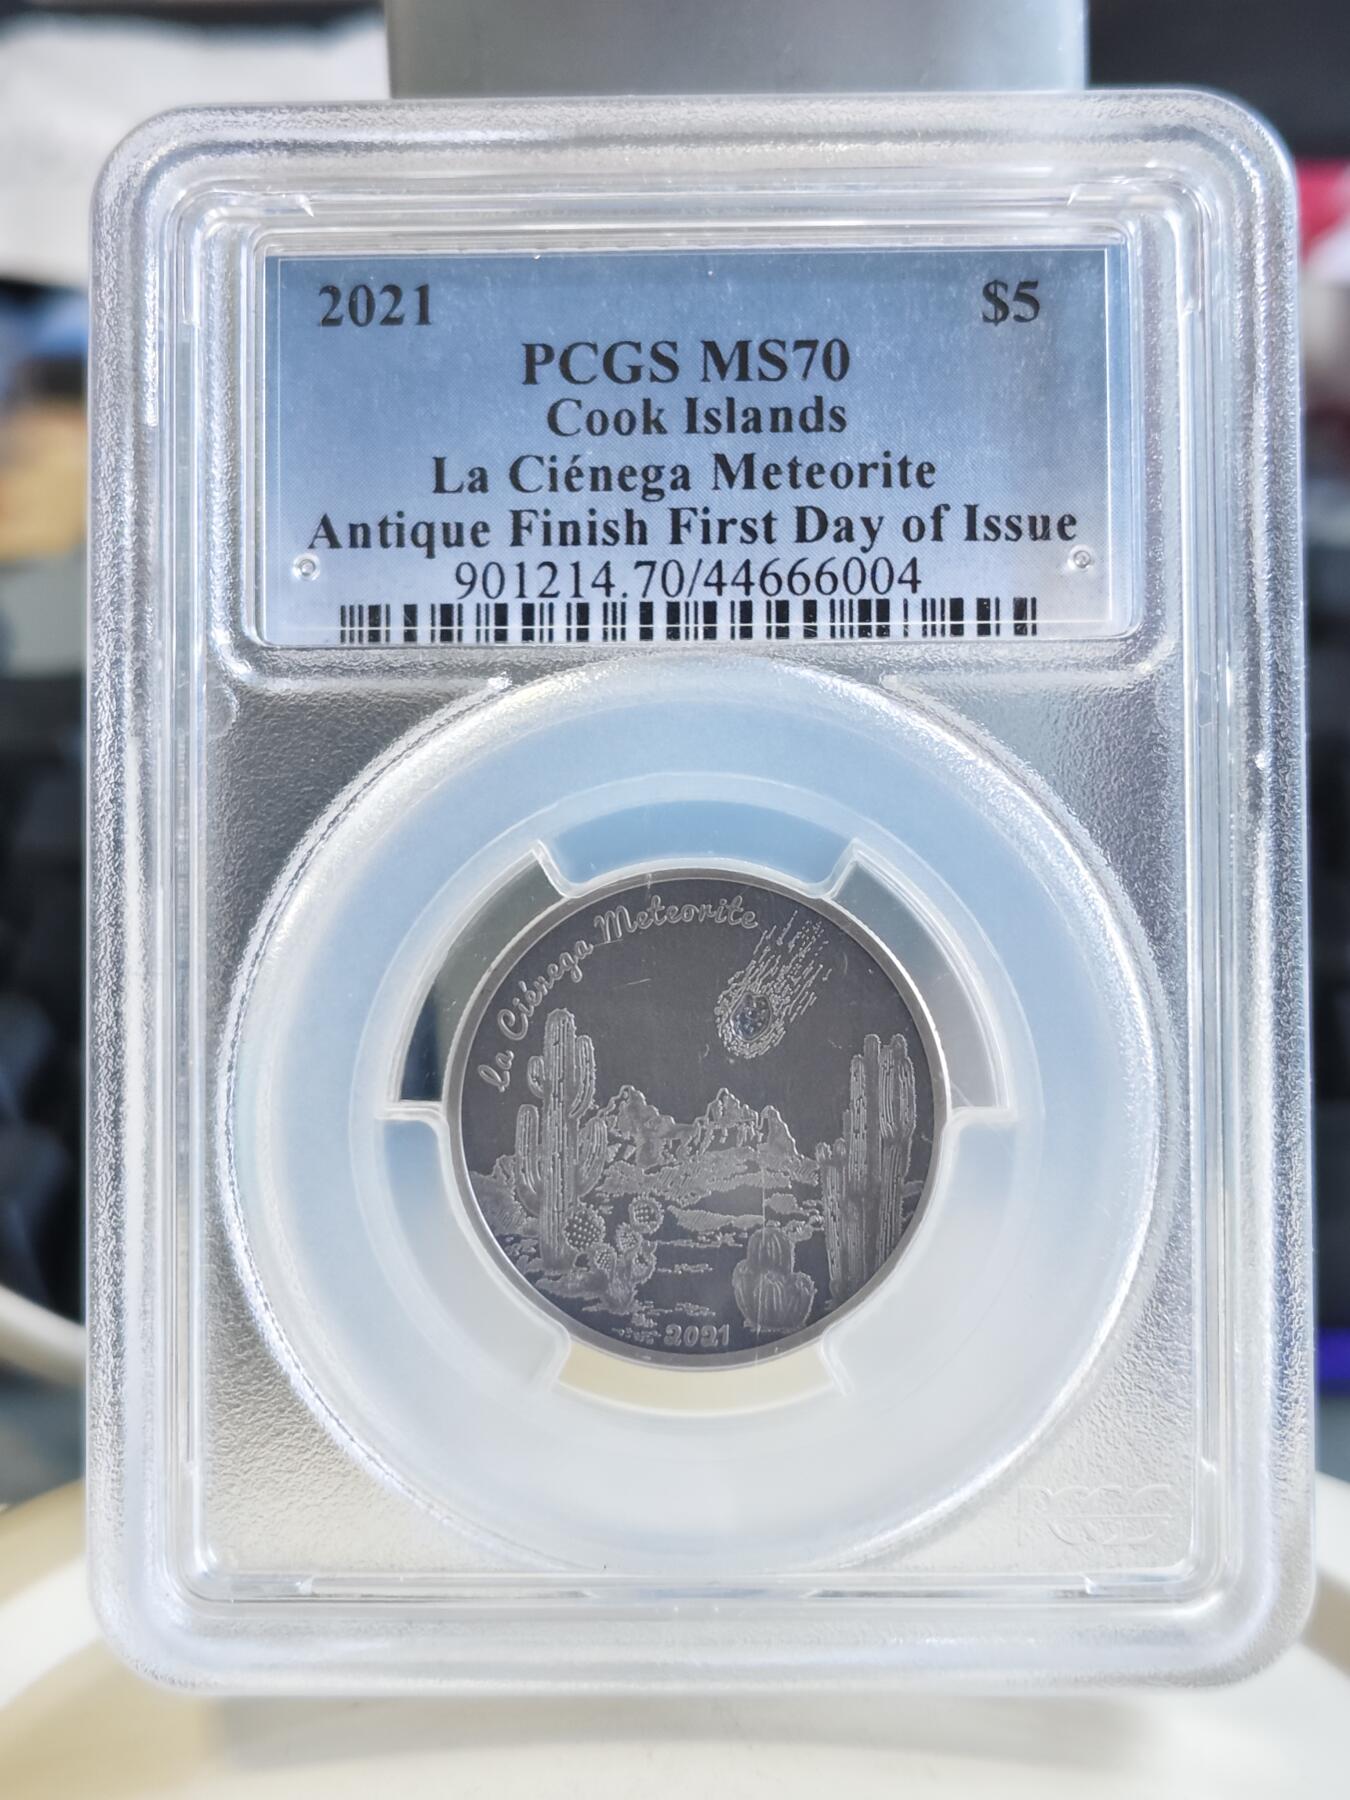 2021 $5
PCGS MS70
Cook Islands
La Ciénega Meteorite
Antique Finish First Day of Issue
901214.70/44666004
La Ciénega Meteorite
2021
PCGS